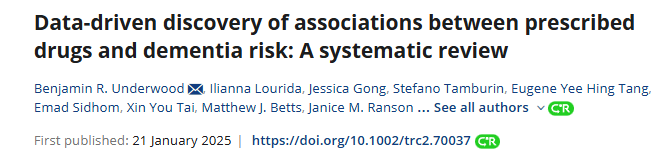 Data-driven discovery of associations between prescribed
drugs and dementia risk: A systematic review
Benjamin R. Underwood, Ilianna Lourida, Jessica Gong, Stefano Tamburin, Eugene Yee Hing Tang,
Emad Sidhom, Xin You Tai, Matthew J. Betts, Janice M. Ranson ... See all authors
First published: 21 January 2025 | https://doi.org/10.1002/trc2.70037